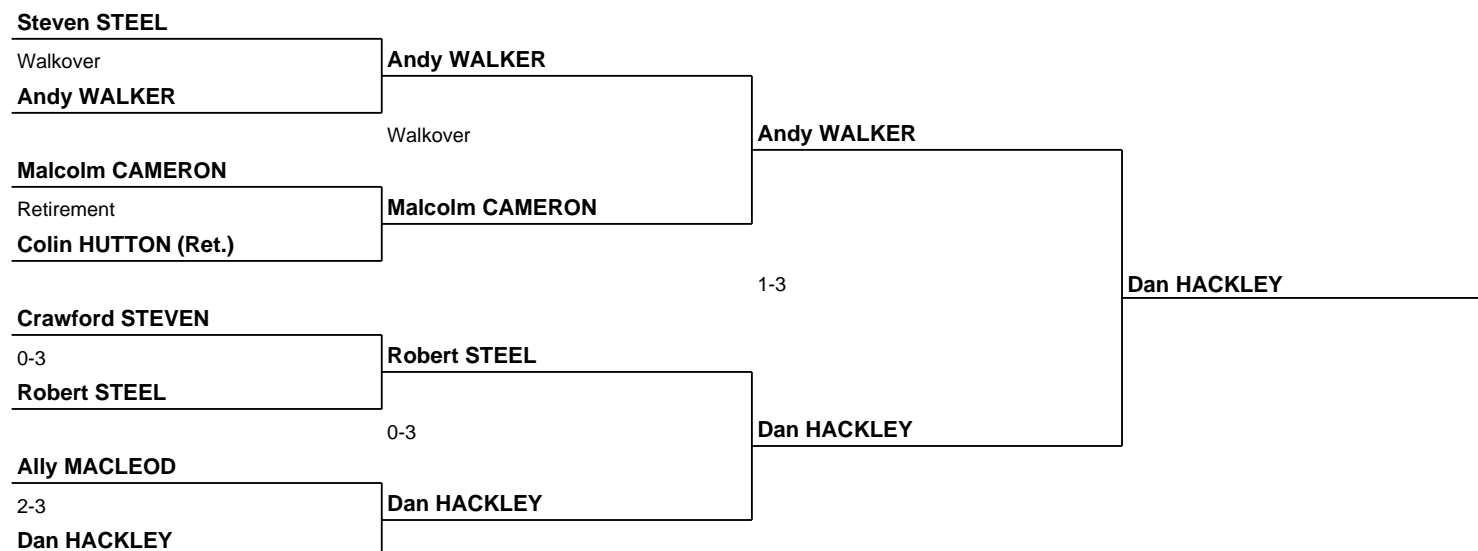 Steven STEEL
Walkover
Andy WALKER
Andy WALKER
Walkover
Andy WALKER
Malcolm CAMERON
Retirement
Malcolm CAMERON
Colin HUTTON (Ret.)
1-3
Dan HACKLEY
Crawford STEVEN
0-3
Robert STEEL
Robert STEEL
0-3
Dan HACKLEY
Ally MACLEOD
2-3
Dan HACKLEY
Dan HACKLEY